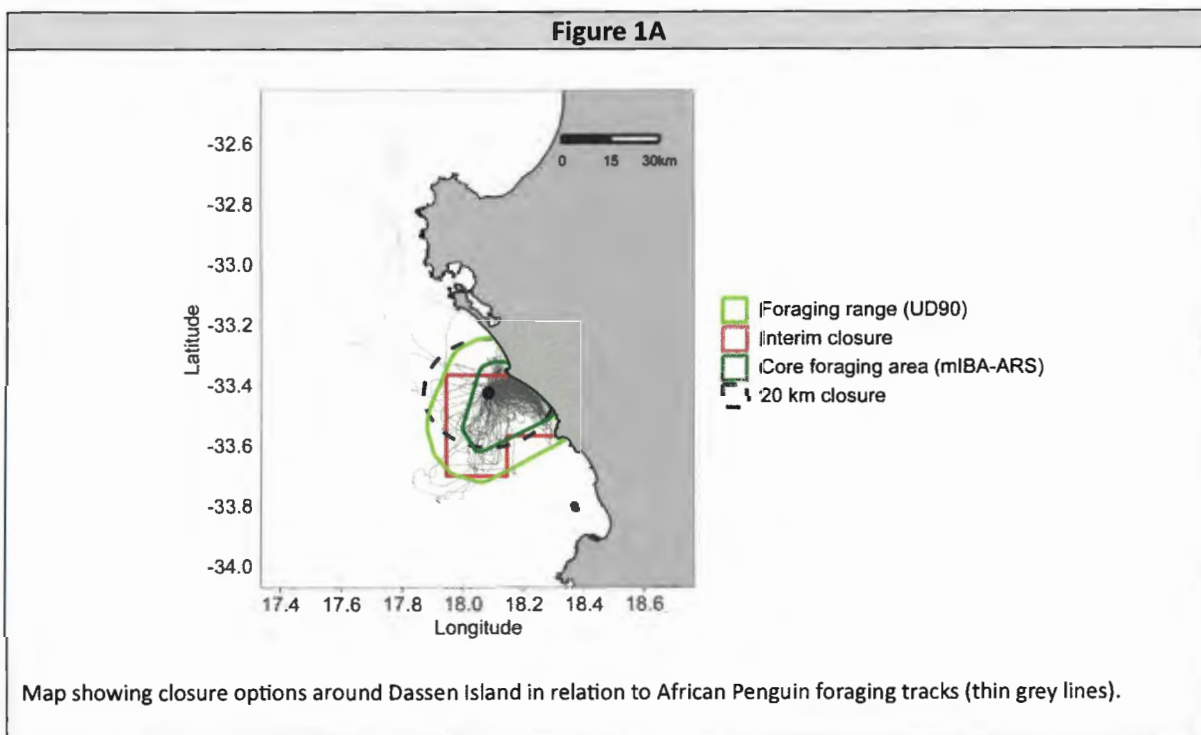 Figure 1A
0 15 30km
-32.6
-32.8
-33.0
-33.2
-33.4
-33.6
-33.8
-34.0
Latitude
17.4 17.6 17.8 18.0 18.2 18.4 18.6
Longitude
Foraging range (UD90)
Interim closure
Core foraging area (mIBA-ARS)
20 km closure
Map showing closure options around Dassen Island in relation to African Penguin foraging tracks (thin grey lines).